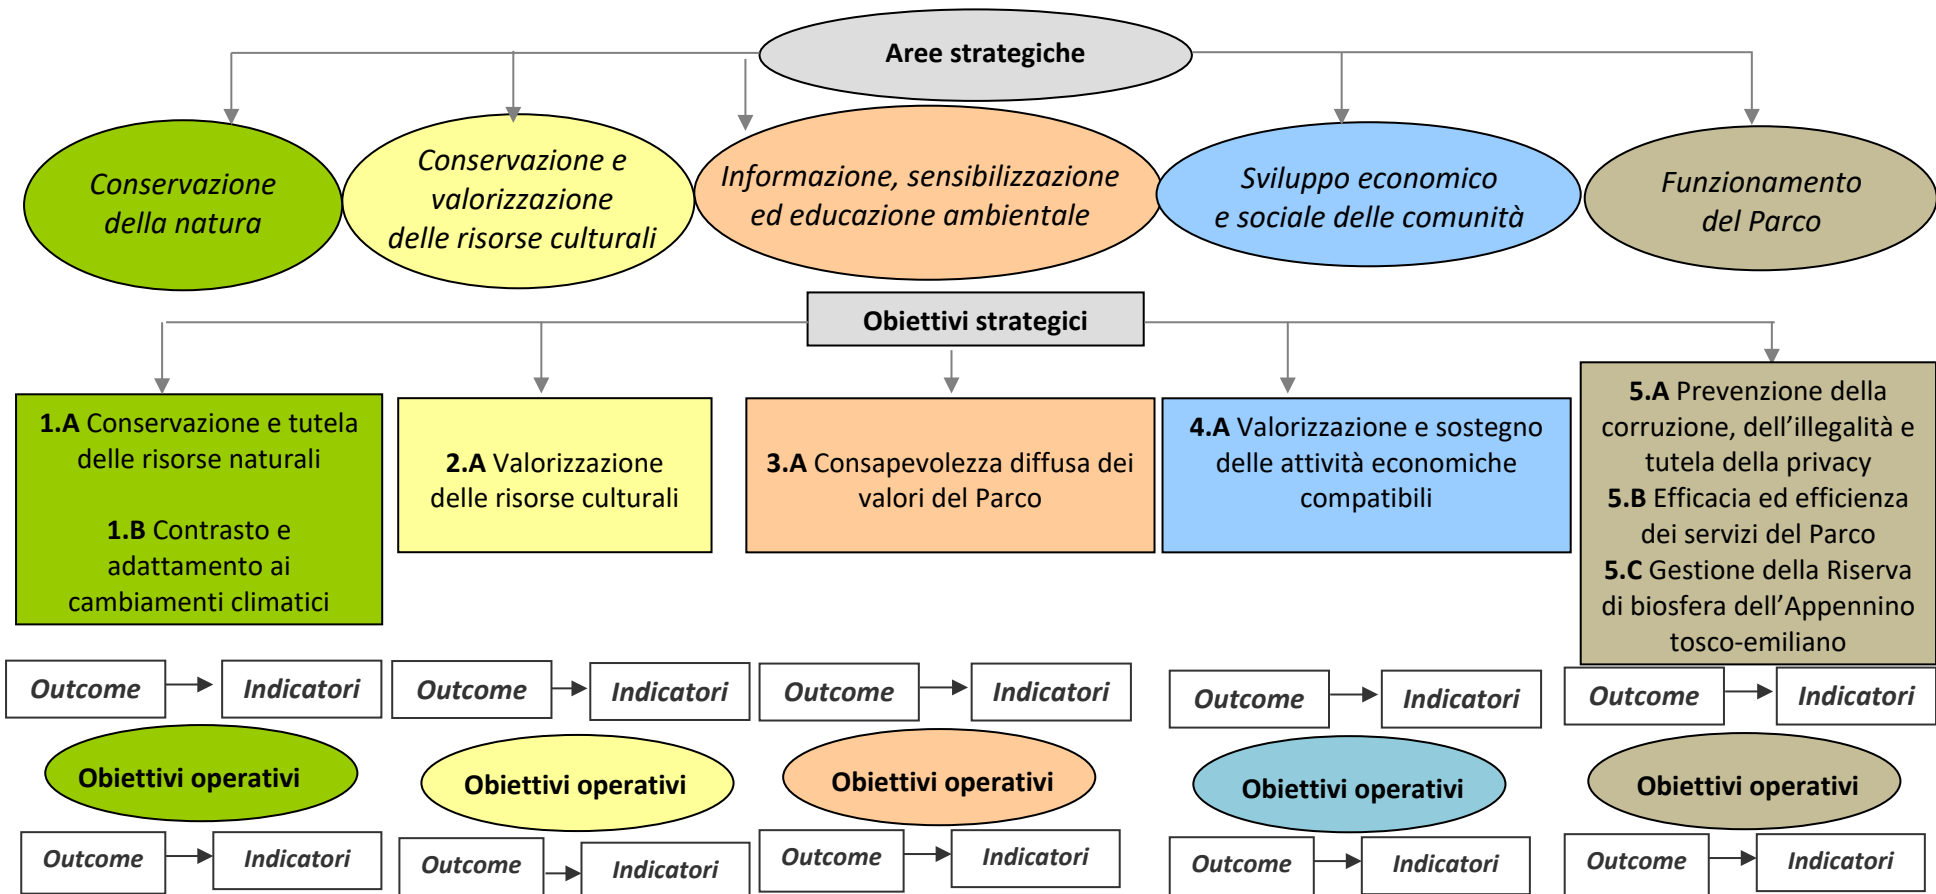 Aree strategiche
Conservazione
della natura
Conservazione e
valorizzazione
delle risorse culturali
Informazione, sensibilizzazione
ed educazione ambientale
Sviluppo economico
e sociale delle comunità
Funzionamento
del Parco
Obiettivi strategici
1.A Conservazione e tutela
delle risorse naturali
1.B Contrasto e
adattamento ai
cambiamenti climatici
2.A Valorizzazione
delle risorse culturali
3.A Consapevolezza diffusa dei
valori del Parco
4.A Valorizzazione e sostegno
delle attività economiche
compatibili
5.A Prevenzione della
corruzione, dell’illegalità e
tutela della privacy
5.B Efficacia ed efficienza
dei servizi del Parco
5.C Gestione della Riserva
di biosfera dell’Appennino
tosco-emiliano
Outcome
Indicatori
Outcome
Indicatori
Outcome
Indicatori
Outcome
Indicatori
Outcome
Indicatori
Obiettivi operativi
Obiettivi operativi
Obiettivi operativi
Obiettivi operativi
Obiettivi operativi
Outcome
Indicatori
Outcome
Indicatori
Outcome
Indicatori
Outcome
Indicatori
Outcome
Indicatori